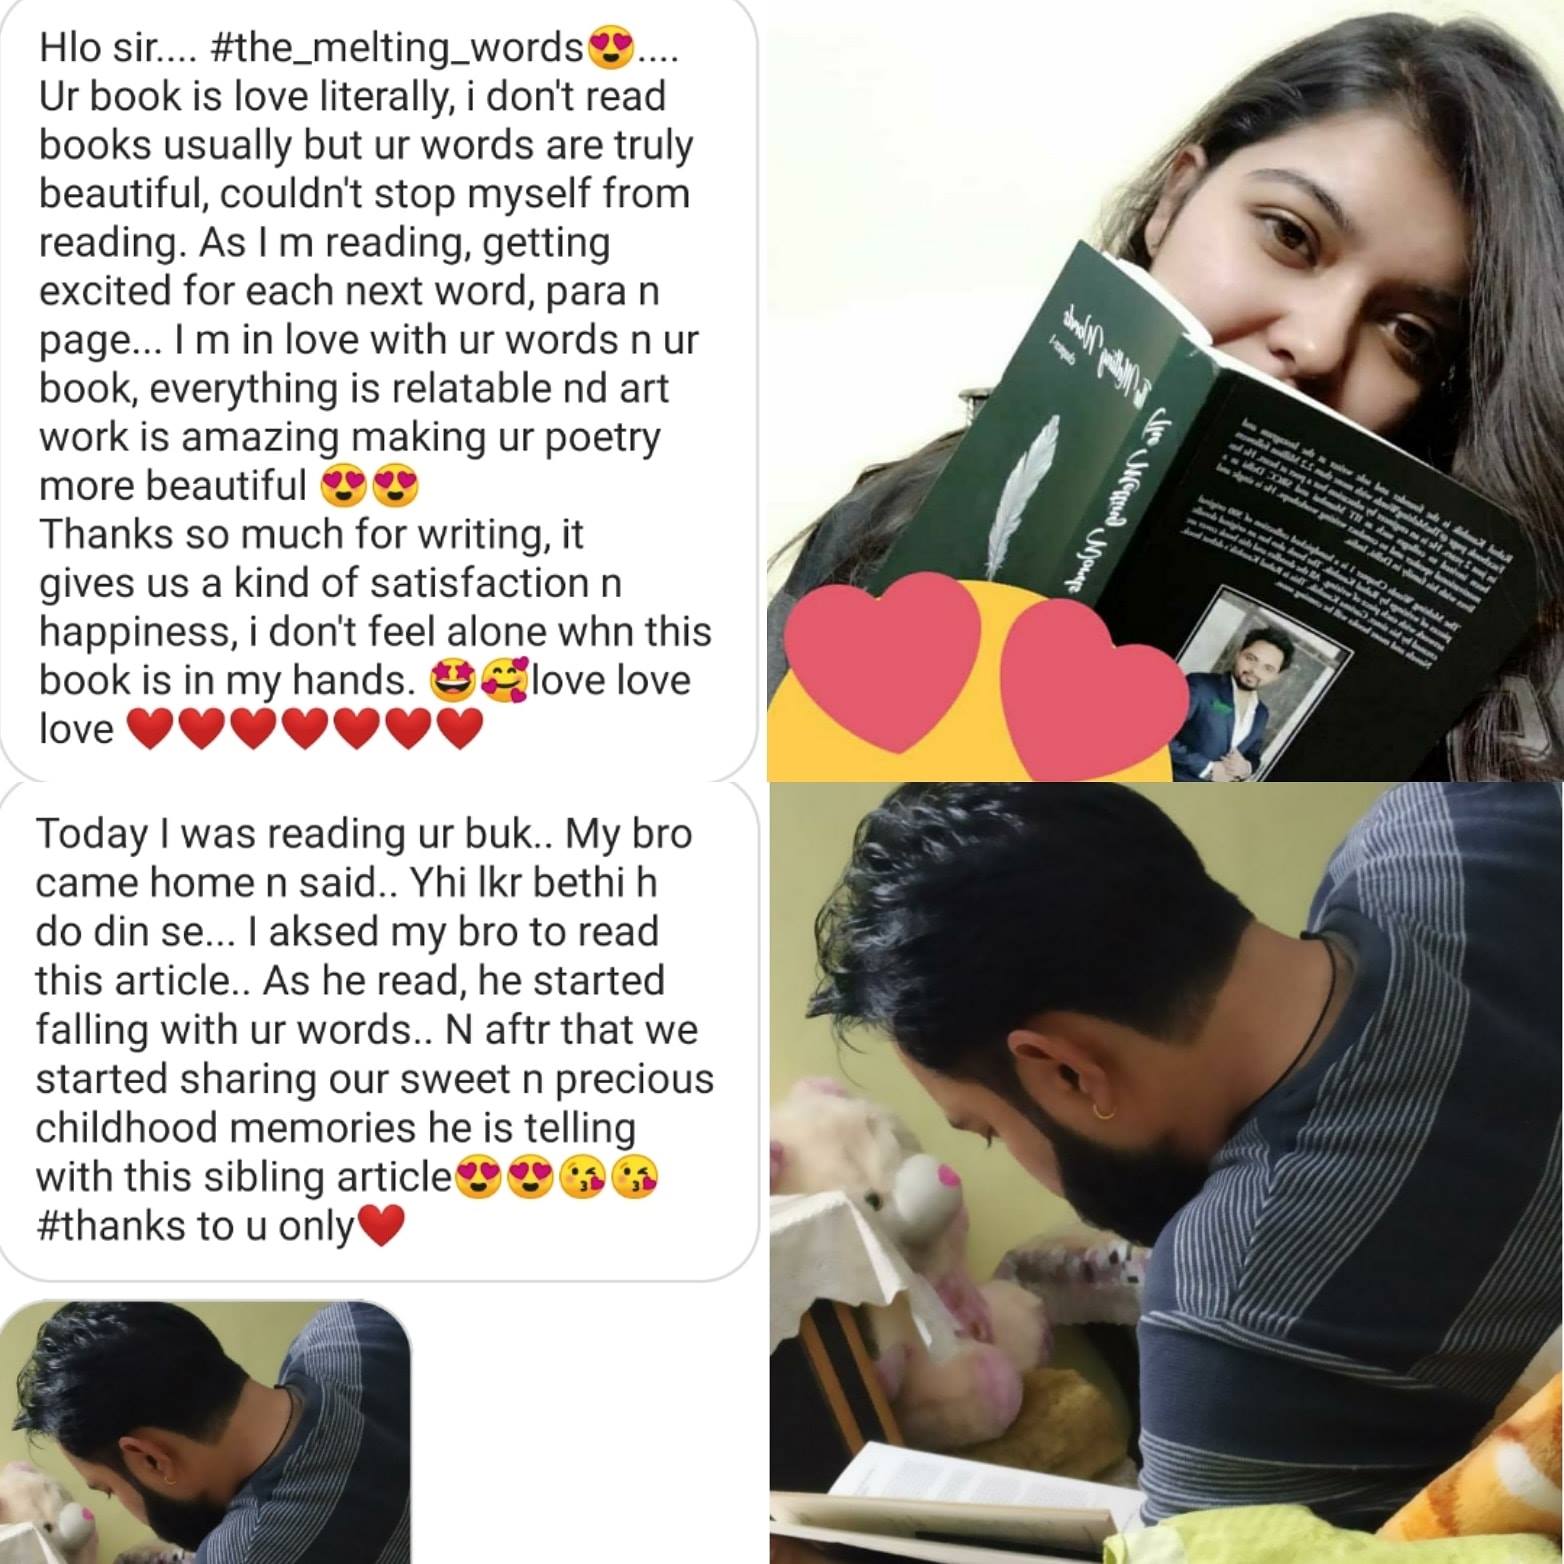 Hlo sir.... #the_melting_words😍....
Ur book is love literally, i don't read
books usually but ur words are truly
beautiful, couldn't stop myself from
reading. As I m reading, getting
excited for each next word, para n
page... I m in love with ur words n ur
book, everything is relatable nd art
work is amazing making ur poetry
more beautiful 😍😍
Thanks so much for writing, it
gives us a kind of satisfaction n
happiness, i don't feel alone whn this
book is in my hands. 🤩🥰love love
love ❤️❤️❤️❤️❤️❤️❤️
The Melting Words
chapter-1
The Melting Words
Today I was reading ur buk.. My bro
came home n said.. Yhi lkr bethi h
do din se... I aksed my bro to read
this article.. As he read, he started
falling with ur words.. N aftr that we
started sharing our sweet n precious
childhood memories he is telling
with this sibling article😍😍😘😘
#thanks to u only❤️